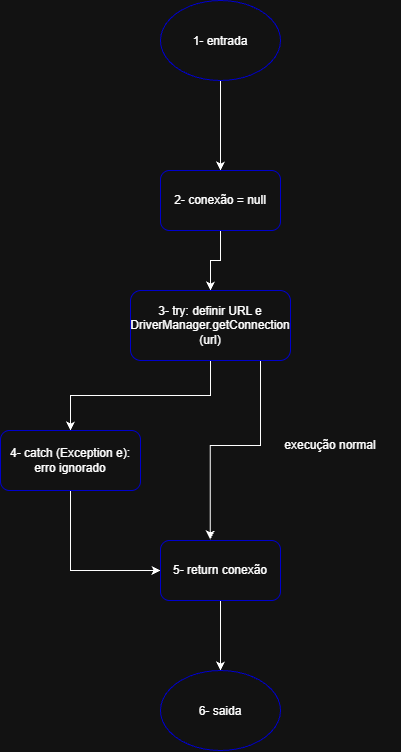 1- entrada
2- conexão = null
3- try: definir URL e
DriverManager.getConnection
(url)
4- catch (Exception e):
erro ignorado
execução normal
5- return conexão
6- saida